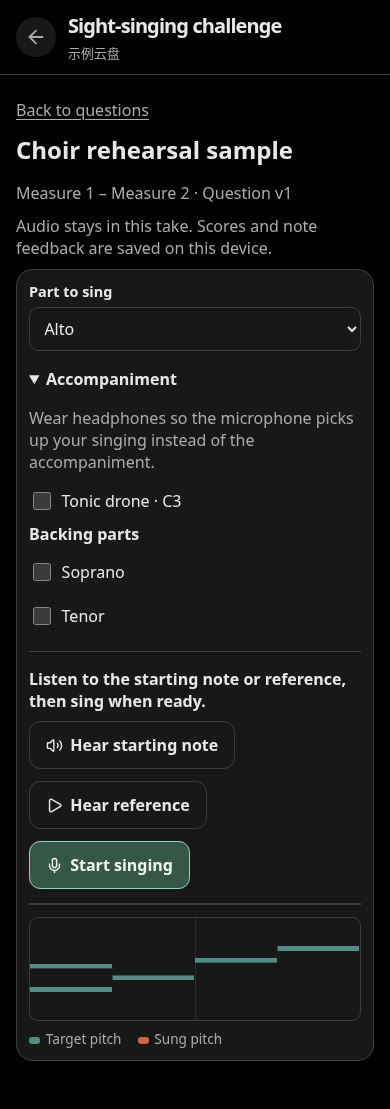 Sight-singing challenge
示例云盘
Back to questions
Choir rehearsal sample
Measure 1 – Measure 2 · Question v1
Audio stays in this take. Scores and note
feedback are saved on this device.
Part to sing
Alto
Accompaniment
Wear headphones so the microphone picks
up your singing instead of the
accompaniment.
Tonic drone · C3
Backing parts
Soprano
Tenor
Listen to the starting note or reference,
then sing when ready.
Hear starting note
Hear reference
Start singing
Target pitch Sung pitch